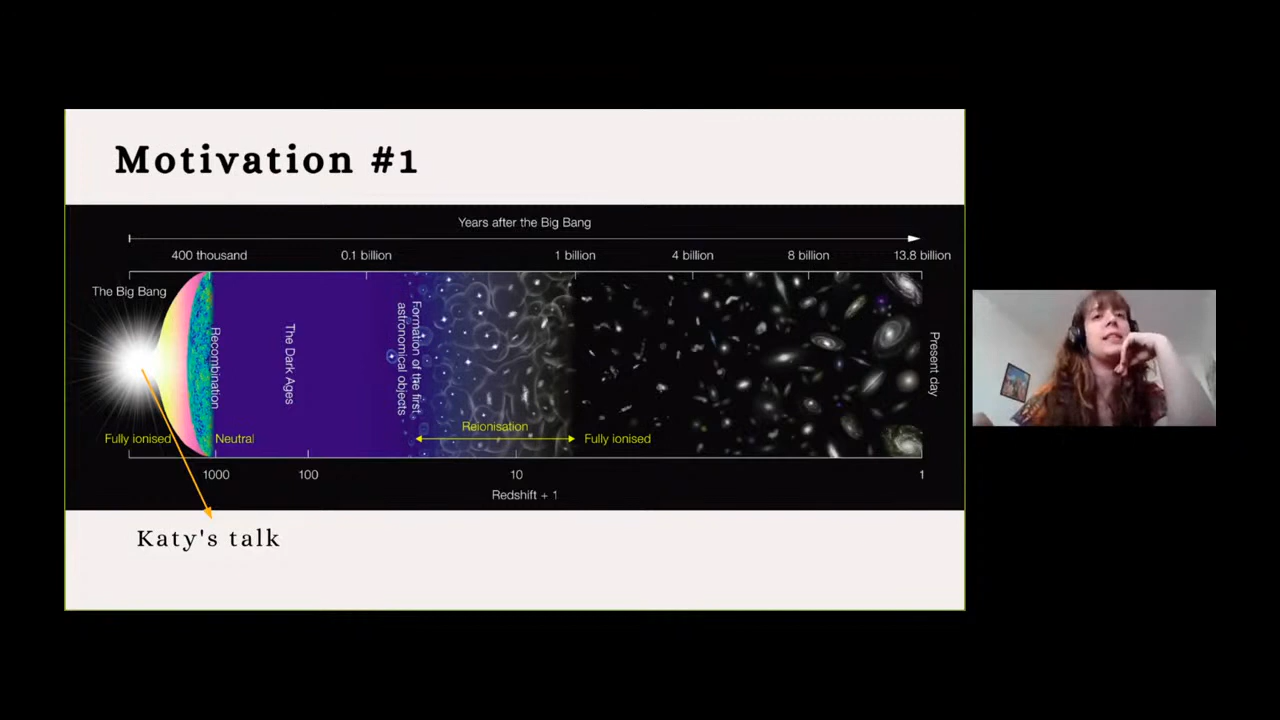 Motivation #1
Years after the Big Bang
400 thousand
0.1 billion
1 billion
4 billion
8 billion
13.8 billion
The Big Bang
Recombination
The Dark Ages
Formation of the first
astronomical objects
Present day
Fully ionised
Neutral
Reionisation
Fully ionised
1000
100
10
1
Redshift + 1
Katy's talk